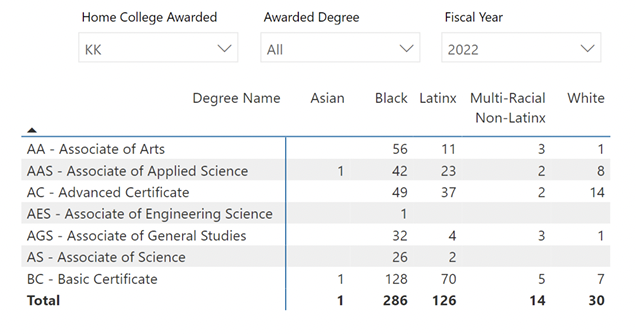 Home College Awarded Awarded Degree Fiscal Year
KK All 2022
Degree Name Asian Black Latinx Multi-Racial White
Non-Latinx
AA - Associate of Arts 56 11 3 1
AAS - Associate of Applied Science 1 42 23 2 8
AC - Advanced Certificate 49 37 2 14
AES - Associate of Engineering Science 1
AGS - Associate of General Studies 32 4 3 1
AS - Associate of Science 26 2
BC - Basic Certificate 1 128 70 5 7
Total 1 286 126 14 30